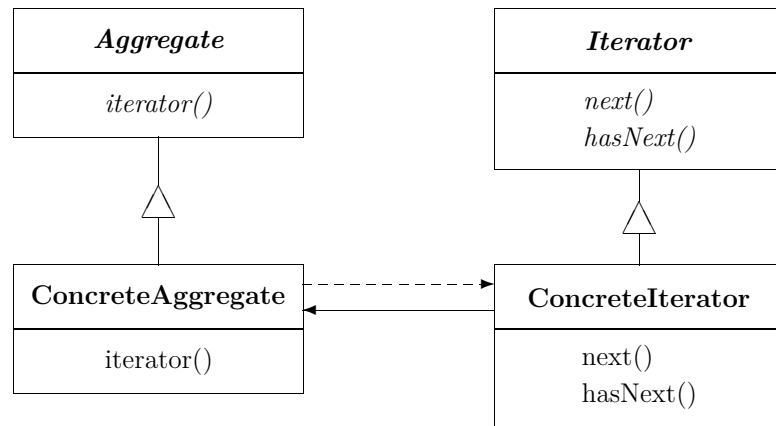 Aggregate
iterator()
Iterator
next()
hasNext()
ConcreteAggregate
iterator()
ConcreteIterator
next()
hasNext()